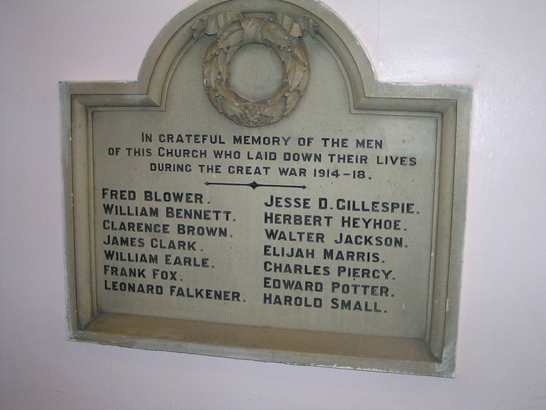 IN GRATEFUL MEMORY OF THE MEN
OF THIS CHURCH WHO LAID DOWN THEIR LIVES
DURING THE GREAT WAR 1914-18.
FRED BLOWER.
WILLIAM BENNETT.
CLARENCE BROWN.
JAMES CLARK.
WILLIAM EARLE.
FRANK FOX.
LEONARD FALKENER.
JESSE D. GILLESPIE.
HERBERT HEYHOE.
WALTER JACKSON.
ELIJAH MARRIS.
CHARLES PIERCY.
EDWARD POTTER.
HAROLD SMALL.